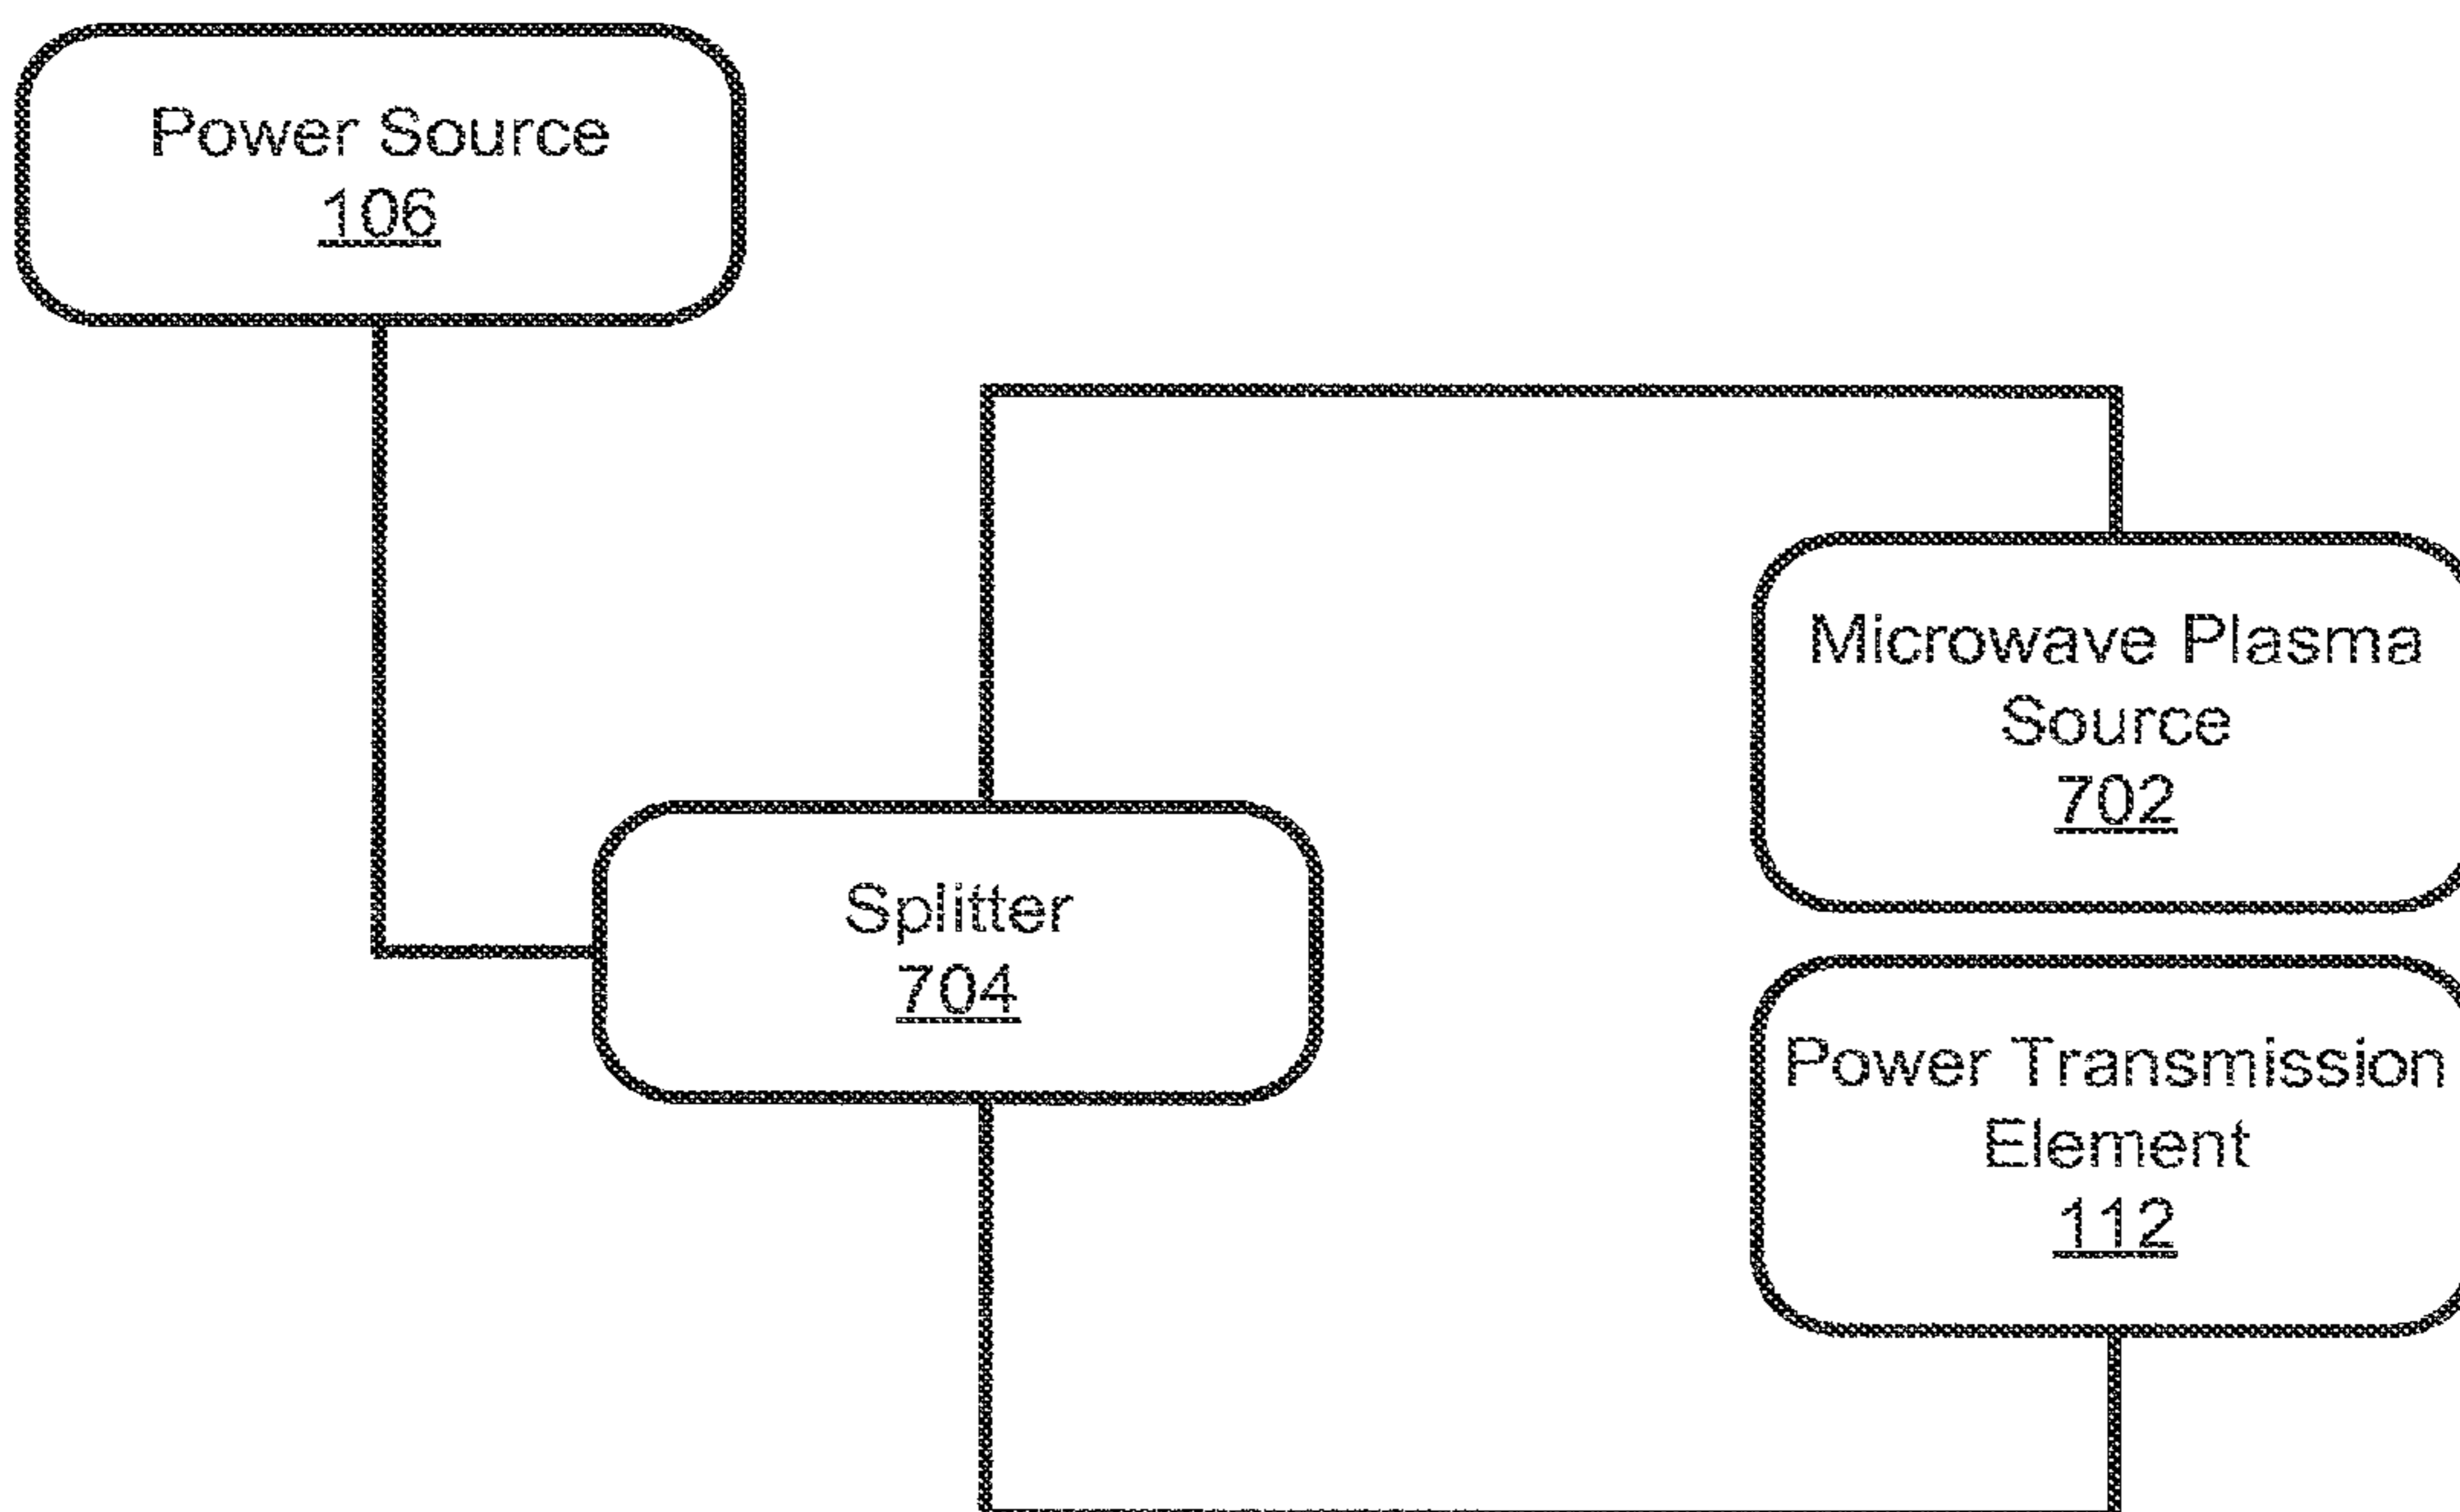 Power Source
106
Microwave Plasma
Source
702
Splitter
704
Power Transmission
Element
112